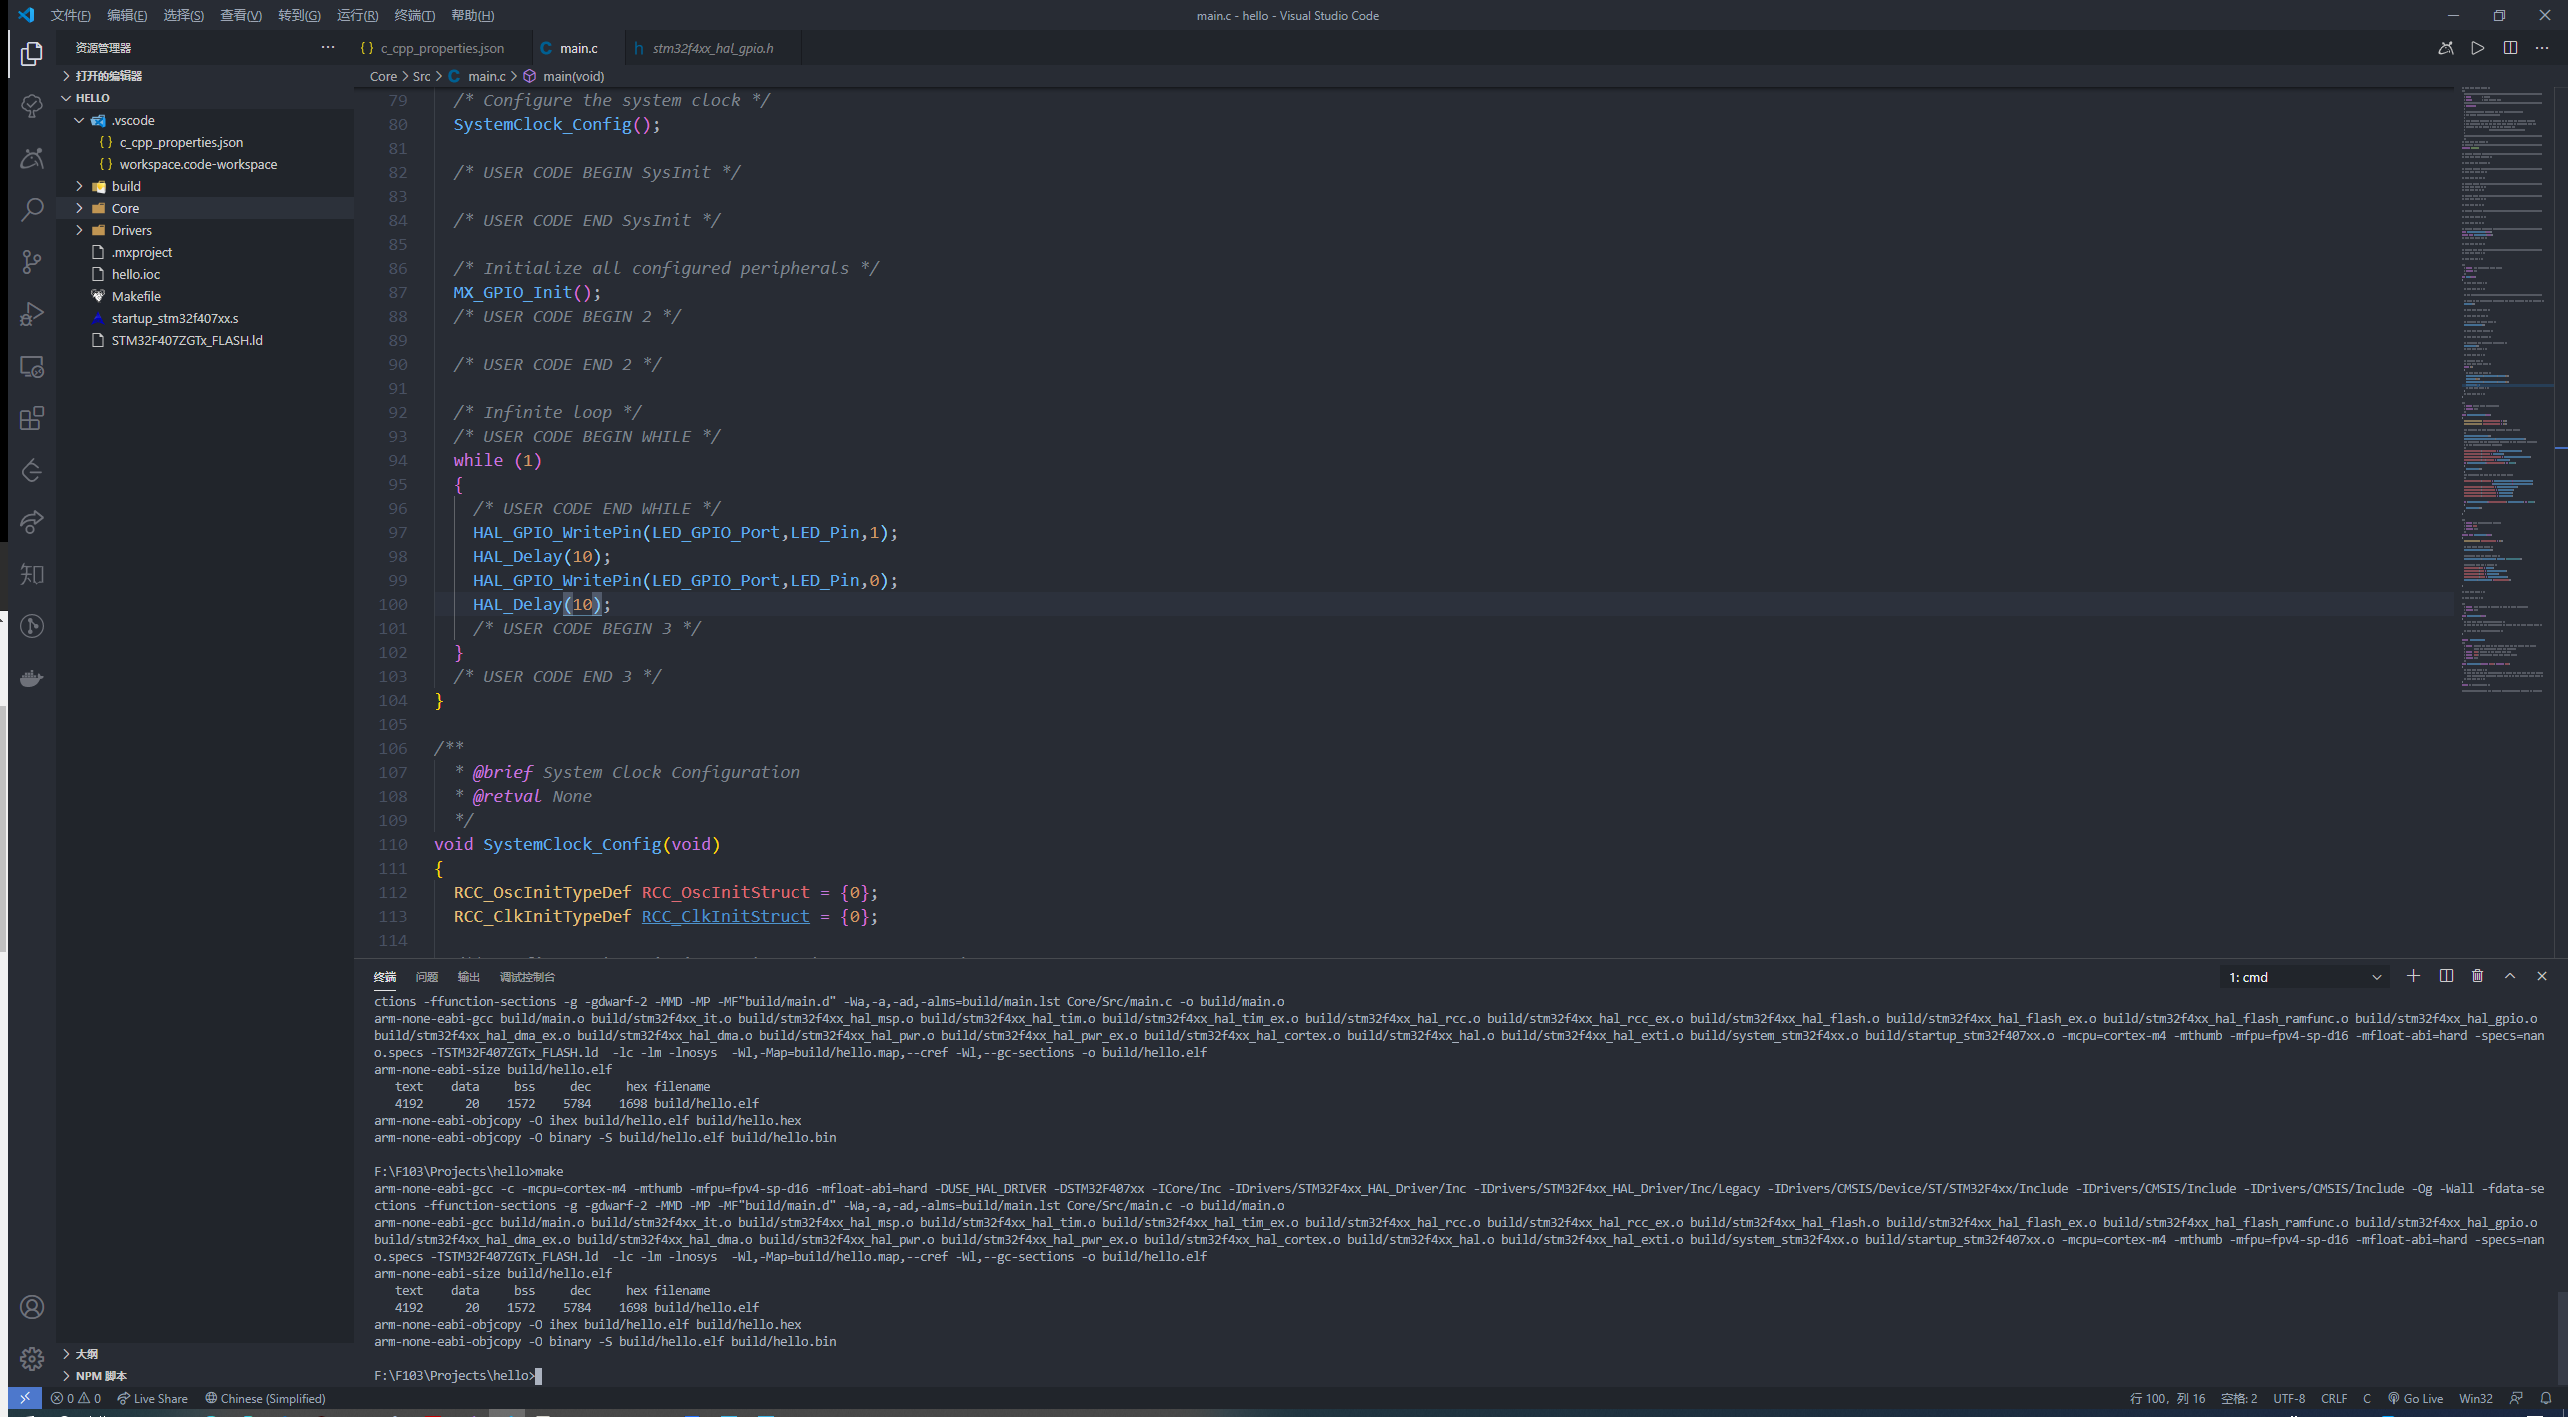 文件(F) 编辑(E) 选择(S) 查看(V) 转到(G) 运行(R) 终端(T) 帮助(H)
main.c - hello - Visual Studio Code
资源管理器
c_cpp_properties.json
main.c
stm32f4xx_hal_gpio.h
打开的编辑器
HELLO
.vscode
c_cpp_properties.json
workspace.code-workspace
build
Core
Drivers
.mxproject
hello.ioc
Makefile
startup_stm32f407xx.s
STM32F407ZGTx_FLASH.ld
知
大纲
NPM 脚本
Core > Src > C main.c > main(void)
79 /* Configure the system clock */
80 SystemClock_Config();
81
82 /* USER CODE BEGIN SysInit */
83
84 /* USER CODE END SysInit */
85
86 /* Initialize all configured peripherals */
87 MX_GPIO_Init();
88 /* USER CODE BEGIN 2 */
89
90 /* USER CODE END 2 */
91
92 /* Infinite loop */
93 /* USER CODE BEGIN WHILE */
94 while (1)
95 {
96 /* USER CODE END WHILE */
97 HAL_GPIO_WritePin(LED_GPIO_Port,LED_Pin,1);
98 HAL_Delay(10);
99 HAL_GPIO_WritePin(LED_GPIO_Port,LED_Pin,0);
100 HAL_Delay(10);
101 /* USER CODE BEGIN 3 */
102 }
103 /* USER CODE END 3 */
104 }
105
106 /**
107 * @brief System Clock Configuration
108 * @retval None
109 */
110 void SystemClock_Config(void)
111 {
112 RCC_OscInitTypeDef RCC_OscInitStruct = {0};
113 RCC_ClkInitTypeDef RCC_ClkInitStruct = {0};
114
终端 问题 输出 调试控制台
1: cmd
ctions -ffunction-sections -g -gdwarf-2 -MMD -MP -MF"build/main.d" -Wa,-a,-ad,-alms=build/main.lst Core/Src/main.c -o build/main.o
arm-none-eabi-gcc build/main.o build/stm32f4xx_it.o build/stm32f4xx_hal_msp.o build/stm32f4xx_hal_tim.o build/stm32f4xx_hal_tim_ex.o build/stm32f4xx_hal_rcc.o build/stm32f4xx_hal_rcc_ex.o build/stm32f4xx_hal_flash.o build/stm32f4xx_hal_flash_ex.o build/stm32f4xx_hal_flash_ramfunc.o build/stm32f4xx_hal_gpio.o
build/stm32f4xx_hal_dma_ex.o build/stm32f4xx_hal_dma.o build/stm32f4xx_hal_pwr.o build/stm32f4xx_hal_pwr_ex.o build/stm32f4xx_hal_cortex.o build/stm32f4xx_hal.o build/stm32f4xx_hal_exti.o build/system_stm32f4xx.o build/startup_stm32f407xx.o -mcpu=cortex-m4 -mthumb -mfpu=fpv4-sp-d16 -mfloat-abi=hard -specs=nan
o.specs -TSTM32F407ZGTx_FLASH.ld -lc -lm -lnosys -Wl,-Map=build/hello.map,--cref -Wl,--gc-sections -o build/hello.elf
arm-none-eabi-size build/hello.elf
text data bss dec hex filename
4192 20 1572 5784 1698 build/hello.elf
arm-none-eabi-objcopy -O ihex build/hello.elf build/hello.hex
arm-none-eabi-objcopy -O binary -S build/hello.elf build/hello.bin
F:\F103\Projects\hello>make
arm-none-eabi-gcc -c -mcpu=cortex-m4 -mthumb -mfpu=fpv4-sp-d16 -mfloat-abi=hard -DUSE_HAL_DRIVER -DSTM32F407xx -ICore/Inc -IDrivers/STM32F4xx_HAL_Driver/Inc -IDrivers/STM32F4xx_HAL_Driver/Inc/Legacy -IDrivers/CMSIS/Device/ST/STM32F4xx/Include -IDrivers/CMSIS/Include -IDrivers/CMSIS/Include -Og -Wall -fdata-se
ctions -ffunction-sections -g -gdwarf-2 -MMD -MP -MF"build/main.d" -Wa,-a,-ad,-alms=build/main.lst Core/Src/main.c -o build/main.o
arm-none-eabi-gcc build/main.o build/stm32f4xx_it.o build/stm32f4xx_hal_msp.o build/stm32f4xx_hal_tim.o build/stm32f4xx_hal_tim_ex.o build/stm32f4xx_hal_rcc.o build/stm32f4xx_hal_rcc_ex.o build/stm32f4xx_hal_flash.o build/stm32f4xx_hal_flash_ex.o build/stm32f4xx_hal_flash_ramfunc.o build/stm32f4xx_hal_gpio.o
build/stm32f4xx_hal_dma_ex.o build/stm32f4xx_hal_dma.o build/stm32f4xx_hal_pwr.o build/stm32f4xx_hal_pwr_ex.o build/stm32f4xx_hal_cortex.o build/stm32f4xx_hal.o build/stm32f4xx_hal_exti.o build/system_stm32f4xx.o build/startup_stm32f407xx.o -mcpu=cortex-m4 -mthumb -mfpu=fpv4-sp-d16 -mfloat-abi=hard -specs=nan
o.specs -TSTM32F407ZGTx_FLASH.ld -lc -lm -lnosys -Wl,-Map=build/hello.map,--cref -Wl,--gc-sections -o build/hello.elf
arm-none-eabi-size build/hello.elf
text data bss dec hex filename
4192 20 1572 5784 1698 build/hello.elf
arm-none-eabi-objcopy -O ihex build/hello.elf build/hello.hex
arm-none-eabi-objcopy -O binary -S build/hello.elf build/hello.bin
F:\F103\Projects\hello>
0 0 Live Share Chinese (Simplified)
行 100，列 16 空格: 2 UTF-8 CRLF C Go Live Win32